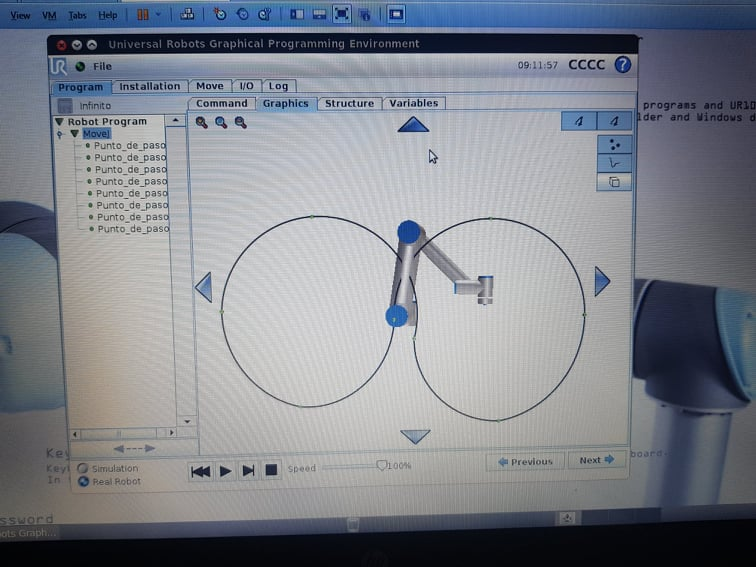 View VM Tabs Help
Universal Robots Graphical Programming Environment
UR File 09:11:57 CCCC ?
Program Installation Move I/O Log
Infinito Command Graphics Structure Variables
programs and UR10
lder and Windows d
Robot Program
MoveJ
Punto_de_paso
Punto_de_paso
Punto_de_paso
Punto_de_paso
Punto_de_paso
Punto_de_paso
Punto_de_paso
Punto_de_paso
Key
board.
Simulation
Real Robot
Speed 100%
Previous Next
In
ssword
ots Graph...
hp